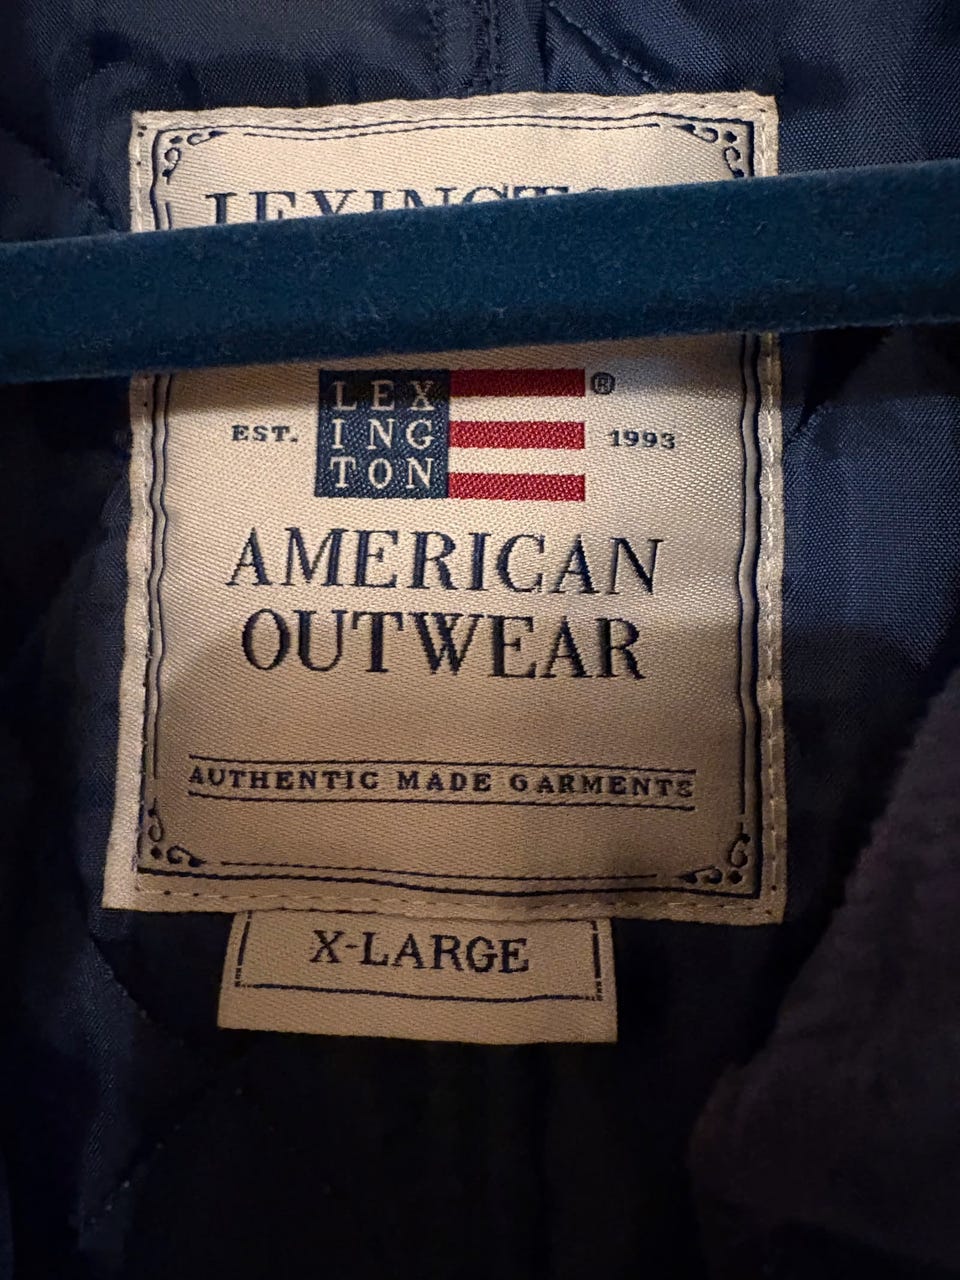 LEX
ING
TON
®
EST.
1993
AMERICAN
OUTWEAR
AUTHENTIC MADE GARMENTS
X-LARGE